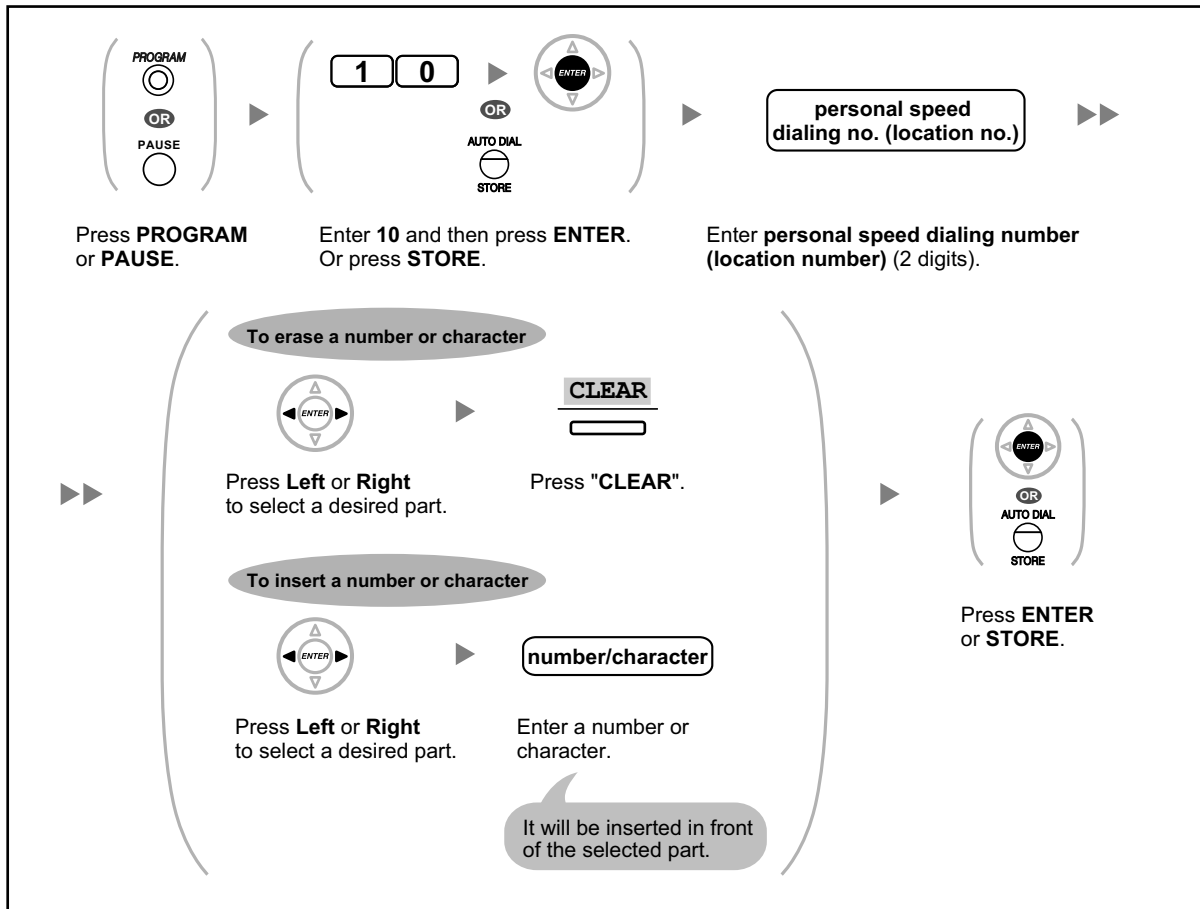 PROGRAM
OR
PAUSE
1 0
ENTER
OR
AUTO DIAL
STORE
personal speed
dialing no. (location no.)
Press PROGRAM
or PAUSE.
Enter 10 and then press ENTER.
Or press STORE.
Enter personal speed dialing number
(location number) (2 digits).
To erase a number or character
ENTER
CLEAR
Press Left or Right
to select a desired part.
Press "CLEAR".
To insert a number or character
ENTER
number/character
Press Left or Right
to select a desired part.
Enter a number or
character.
It will be inserted in front
of the selected part.
ENTER
OR
AUTO DIAL
STORE
Press ENTER
or STORE.